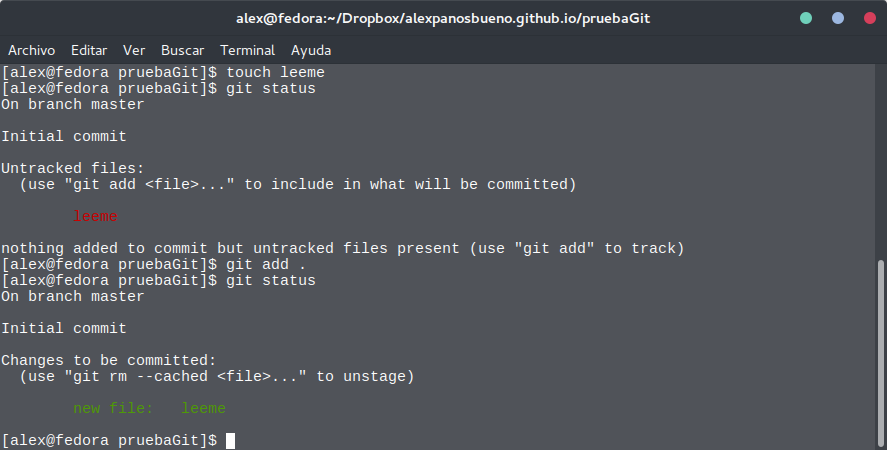 alex@fedora:~/Dropbox/alexpanosbueno.github.io/pruebaGit
Archivo Editar Ver Buscar Terminal Ayuda
[alex@fedora pruebaGit]$ touch leeme
[alex@fedora pruebaGit]$ git status
On branch master
Initial commit
Untracked files:
  (use "git add <file>..." to include in what will be committed)
        leeme
nothing added to commit but untracked files present (use "git add" to track)
[alex@fedora pruebaGit]$ git add .
[alex@fedora pruebaGit]$ git status
On branch master
Initial commit
Changes to be committed:
  (use "git rm --cached <file>..." to unstage)
        new file:   leeme
[alex@fedora pruebaGit]$